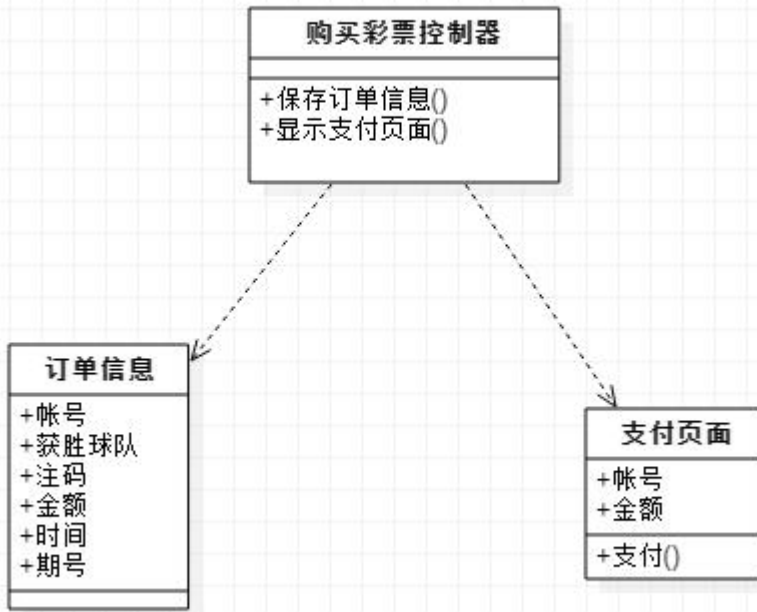 购买彩票控制器
+保存订单信息()
+显示支付页面()
订单信息
+帐号
+获胜球队
+注码
+金额
+时间
+期号
支付页面
+帐号
+金额
+支付()